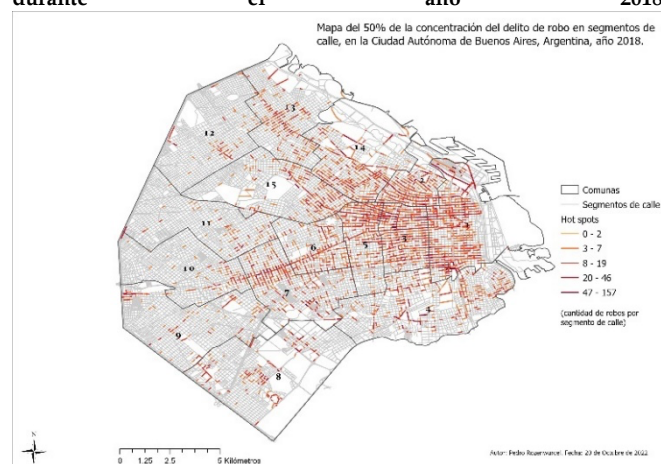 durante el año 2018
Mapa del 50% de la concentración del delito de robo en segmentos de
calle, en la Ciudad Autónoma de Buenos Aires, Argentina, año 2018.
13
12
14
2
15
11
6
5
3
1
10
7
4
9
8
Comunas
Segmentos de calle
Hot spots
0 - 2
3 - 7
8 - 19
20 - 46
47 - 157
(cantidad de robos por
segmento de calle)
N
0 1.25 2.5 5 Kilómetros
Autor: Pedro Rozenwurcel. Fecha: 20 de Octubre de 2022